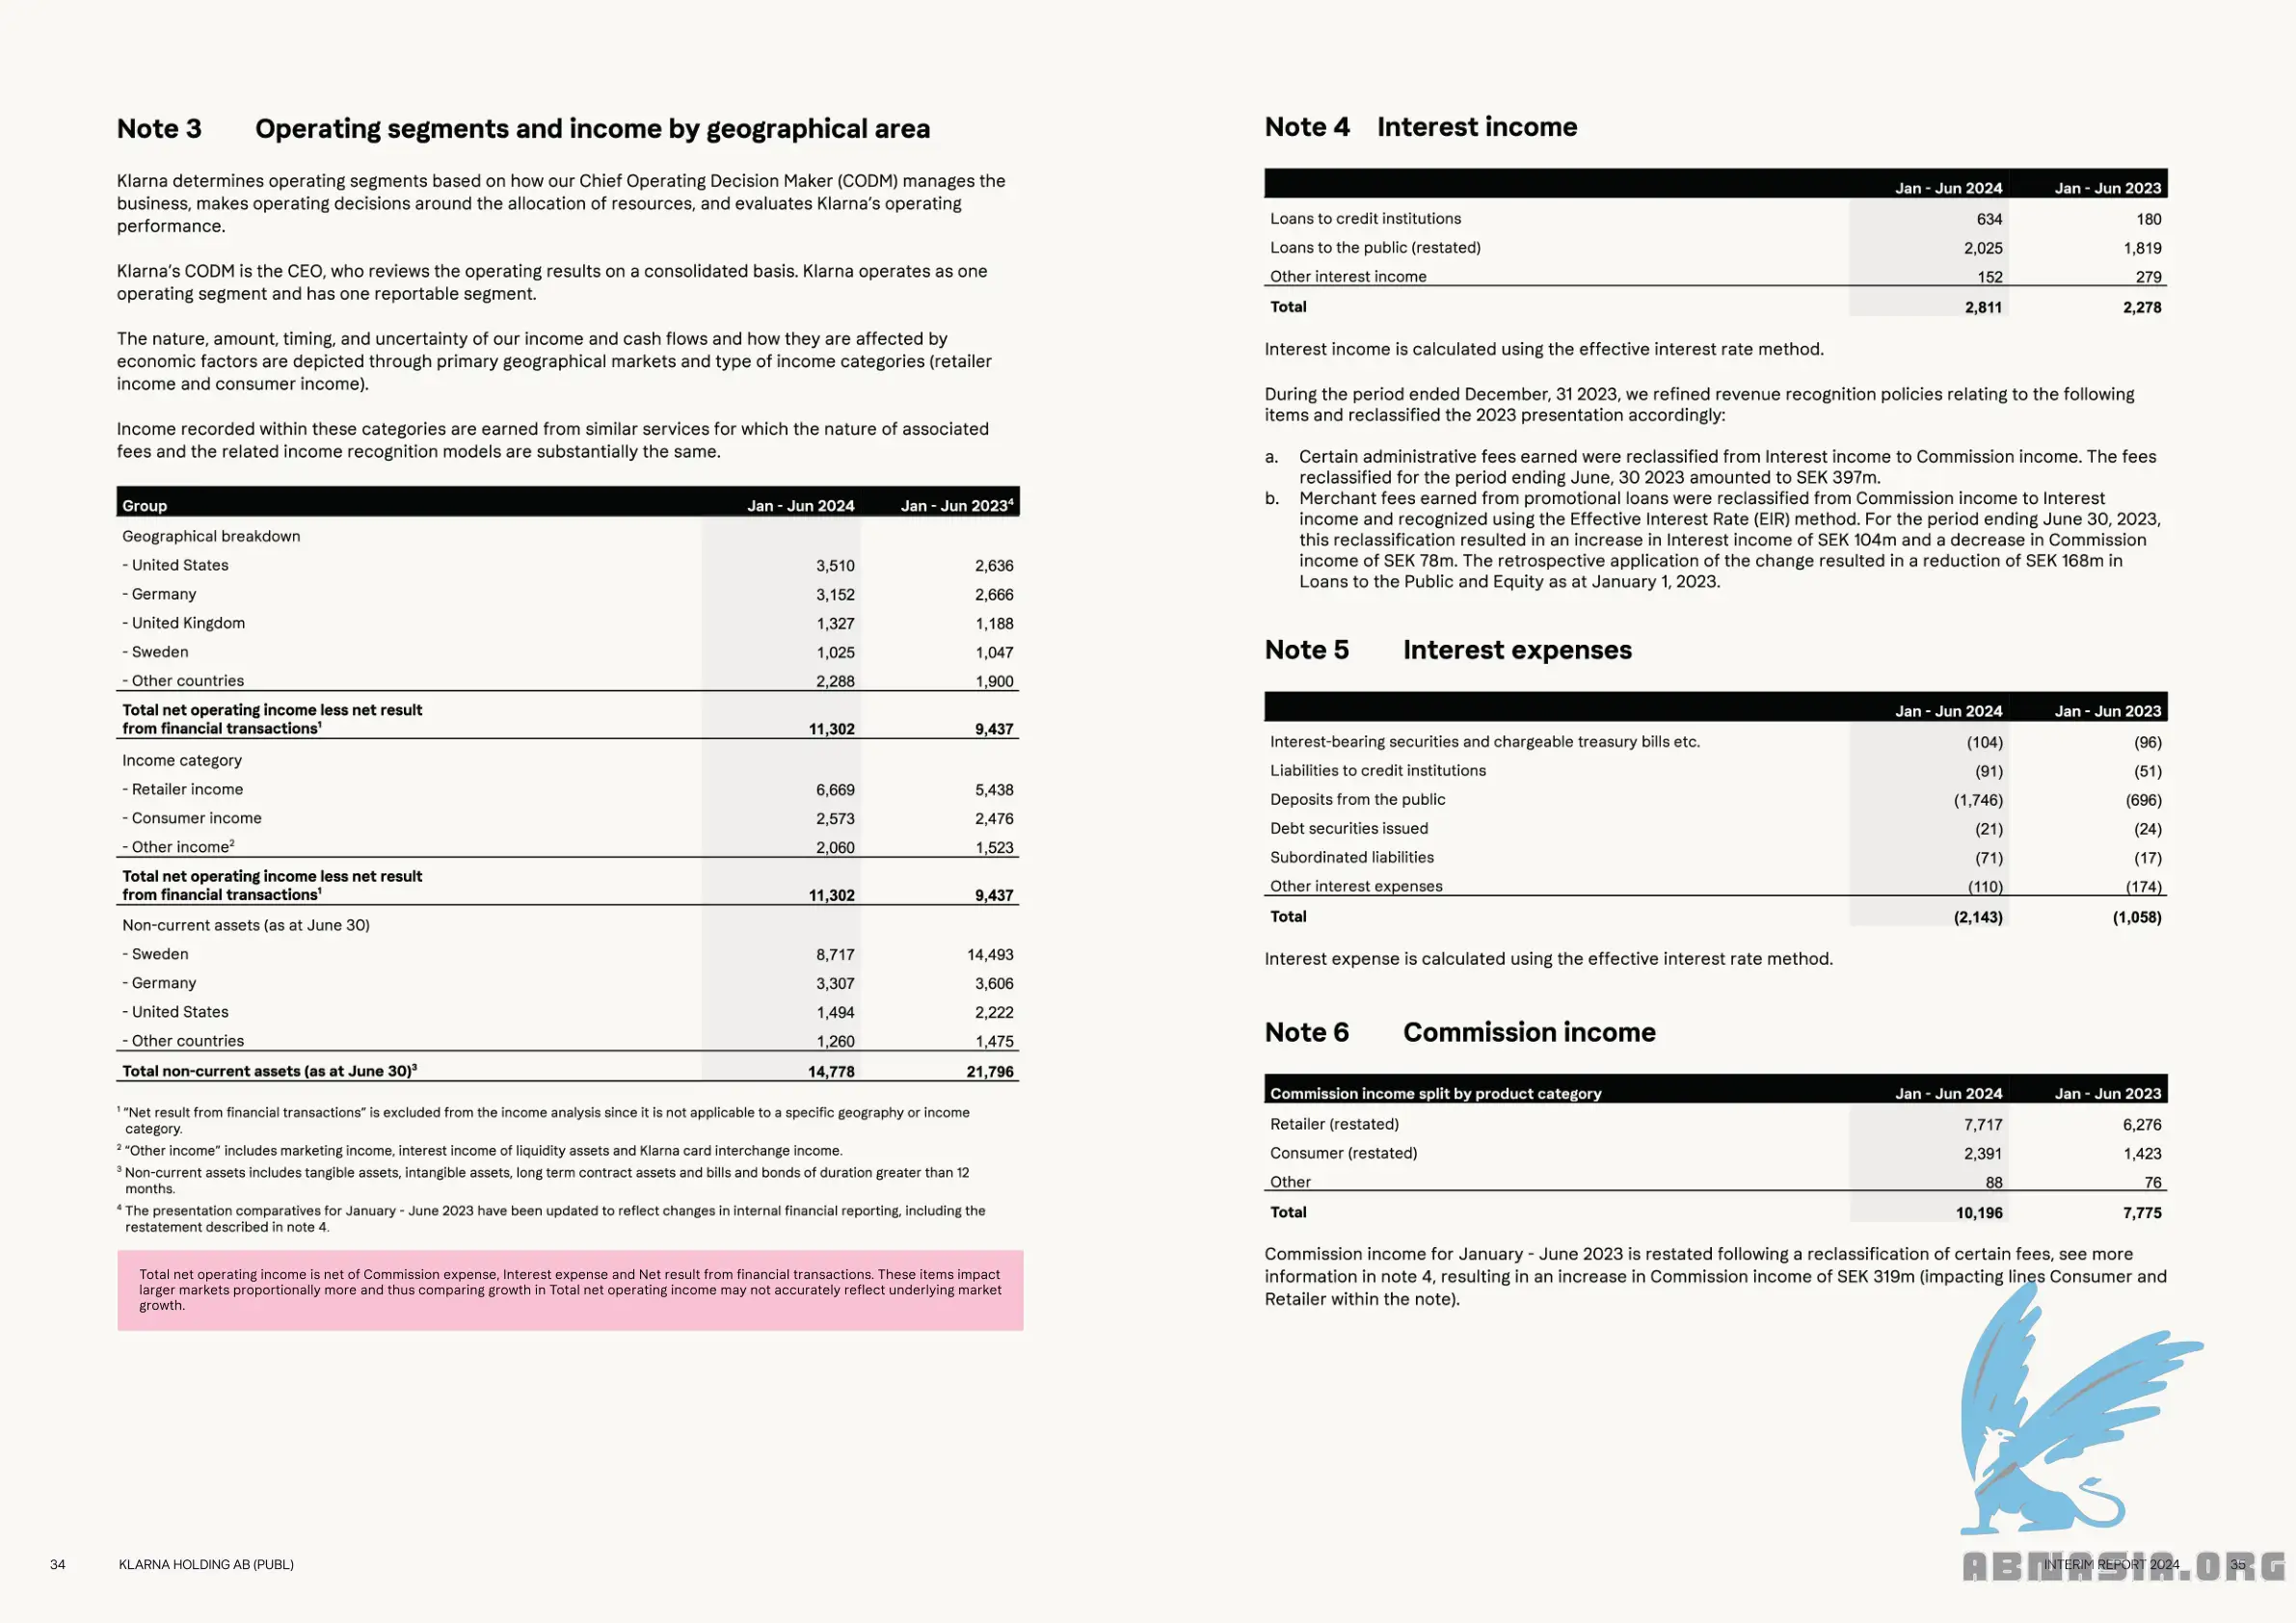 Note 3 Operating segments and income by geographical area
Klarna determines operating segments based on how our Chief Operating Decision Maker (CODM) manages the
business, makes operating decisions around the allocation of resources, and evaluates Klarna's operating
performance.
Klarna's CODM is the CEO, who reviews the operating results on a consolidated basis. Klarna operates as one
operating segment and has one reportable segment.
The nature, amount, timing, and uncertainty of our income and cash flows and how they are affected by
economic factors are depicted through primary geographical markets and type of income categories (retailer
income and consumer income).
Income recorded within these categories are earned from similar services for which the nature of associated
fees and the related income recognition models are substantially the same.
Group Jan - Jun 2024 Jan - Jun 2023⁴
Geographical breakdown
- United States 3,510 2,636
- Germany 3,152 2,666
- United Kingdom 1,327 1,188
- Sweden 1,025 1,047
- Other countries 2,288 1,900
Total net operating income less net result
from financial transactions¹ 11,302 9,437
Income category
- Retailer income 6,669 5,438
- Consumer income 2,573 2,476
- Other income² 2,060 1,523
Total net operating income less net result
from financial transactions¹ 11,302 9,437
Non-current assets (as at June 30)
- Sweden 8,717 14,493
- Germany 3,307 3,606
- United States 1,494 2,222
- Other countries 1,260 1,475
Total non-current assets (as at June 30)³ 14,778 21,796
¹ "Net result from financial transactions" is excluded from the income analysis since it is not applicable to a specific geography or income
category.
² "Other income" includes marketing income, interest income of liquidity assets and Klarna card interchange income.
³ Non-current assets includes tangible assets, intangible assets, long term contract assets and bills and bonds of duration greater than 12
months.
⁴ The presentation comparatives for January - June 2023 have been updated to reflect changes in internal financial reporting, including the
restatement described in note 4.
Total net operating income is net of Commission expense, Interest expense and Net result from financial transactions. These items impact
larger markets proportionally more and thus comparing growth in Total net operating income may not accurately reflect underlying market
growth.
34 KLARNA HOLDING AB (PUBL)
Note 4 Interest income
Jan - Jun 2024 Jan - Jun 2023
Loans to credit institutions 634 180
Loans to the public (restated) 2,025 1,819
Other interest income 152 279
Total 2,811 2,278
Interest income is calculated using the effective interest rate method.
During the period ended December, 31 2023, we refined revenue recognition policies relating to the following
items and reclassified the 2023 presentation accordingly:
a. Certain administrative fees earned were reclassified from Interest income to Commission income. The fees
reclassified for the period ending June, 30 2023 amounted to SEK 397m.
b. Merchant fees earned from promotional loans were reclassified from Commission income to Interest
income and recognized using the Effective Interest Rate (EIR) method. For the period ending June 30, 2023,
this reclassification resulted in an increase in Interest income of SEK 104m and a decrease in Commission
income of SEK 78m. The retrospective application of the change resulted in a reduction of SEK 168m in
Loans to the Public and Equity as at January 1, 2023.
Note 5 Interest expenses
Jan - Jun 2024 Jan - Jun 2023
Interest-bearing securities and chargeable treasury bills etc. (104) (96)
Liabilities to credit institutions (91) (51)
Deposits from the public (1,746) (696)
Debt securities issued (21) (24)
Subordinated liabilities (71) (17)
Other interest expenses (110) (174)
Total (2,143) (1,058)
Interest expense is calculated using the effective interest rate method.
Note 6 Commission income
Commission income split by product category Jan - Jun 2024 Jan - Jun 2023
Retailer (restated) 7,717 6,276
Consumer (restated) 2,391 1,423
Other 88 76
Total 10,196 7,775
Commission income for January - June 2023 is restated following a reclassification of certain fees, see more
information in note 4, resulting in an increase in Commission income of SEK 319m (impacting lines Consumer and
Retailer within the note).
INTERIM REPORT 2024 35
ABNASIA.ORG